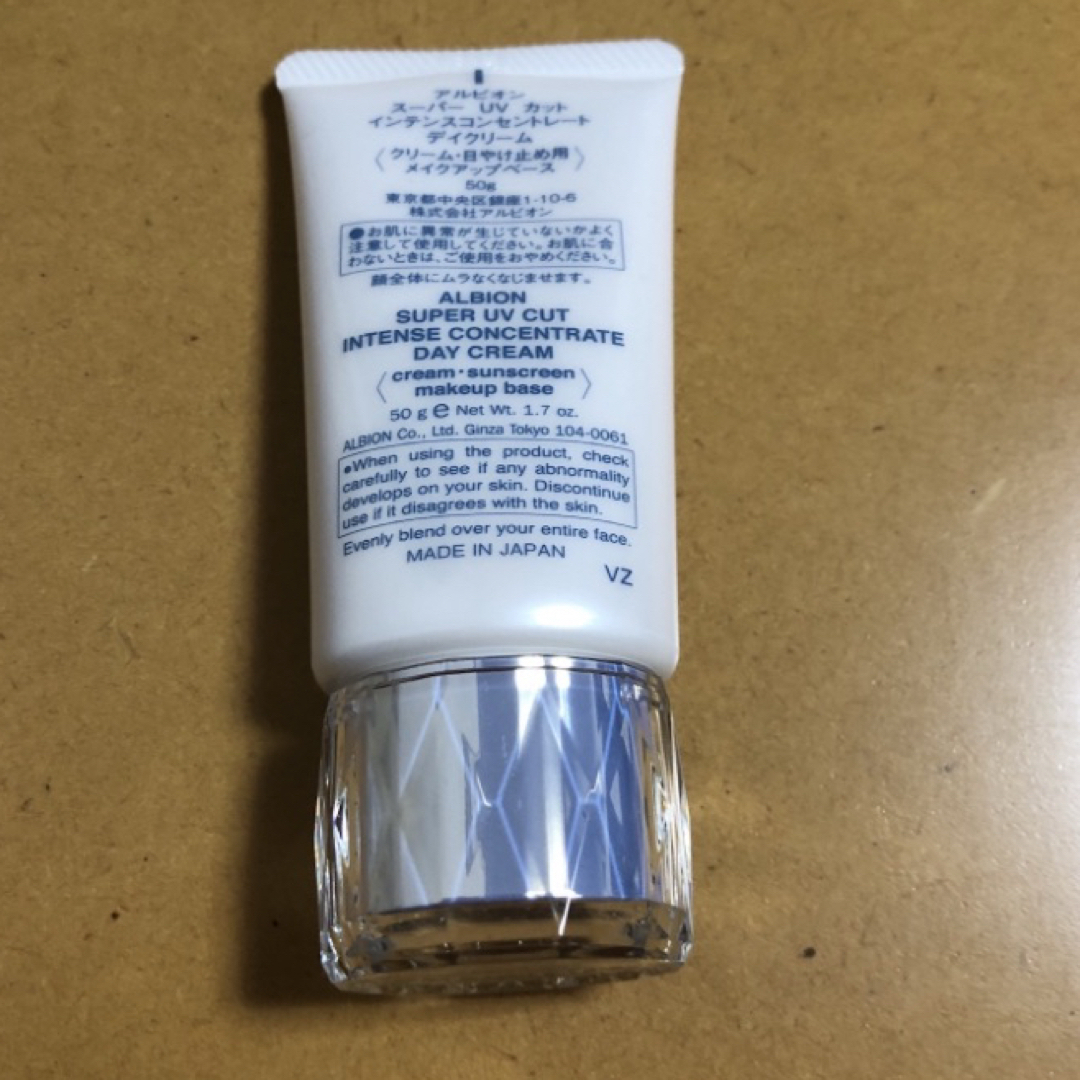 アルビオン
スーパー UV カット
インテンスコンセントレート
デイクリーム
〈クリーム・日やけ止め用〉
メイクアップベース
50g
東京都中央区銀座1-10-6
株式会社アルビオン
●お肌に異常が生じていないかよく
注意して使用してください。お肌に合
わないときは、ご使用をおやめください。
顔全体にムラなくなじませます。
ALBION
SUPER UV CUT
INTENSE CONCENTRATE
DAY CREAM
〈cream・sunscreen〉
makeup base
50 g ℮ Net Wt. 1.7 oz.
ALBION Co., Ltd. Ginza Tokyo 104-0061
●When using the product, check
carefully to see if any abnormality
develops on your skin. Discontinue
use if it disagrees with the skin.
Evenly blend over your entire face.
MADE IN JAPAN
VZ